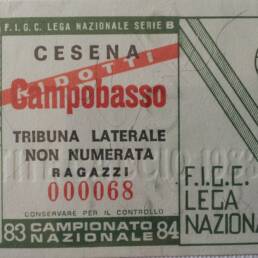 F.I.G.C. LEGA NAZIONALE SERIE B
CESENA
RIDOTTI
Campobasso
TRIBUNA LATERALE
NON NUMERATA
RAGAZZI
000068
CONSERVARE PER IL CONTROLLO
83 CAMPIONATO NAZIONALE 84
F.I.G.C.
LEGA
NAZIONA